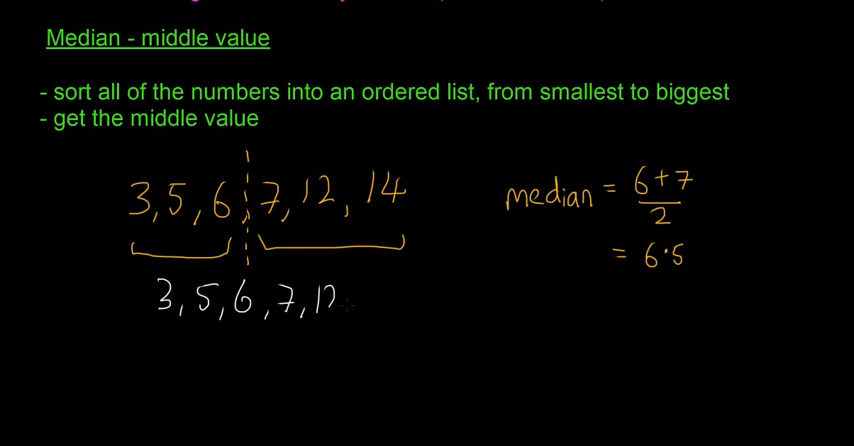 Median - middle value
- sort all of the numbers into an ordered list, from smallest to biggest
- get the middle value
3, 5, 6, 7, 12, 14
median = 6+7
2
= 6.5
3, 5, 6, 7, 12